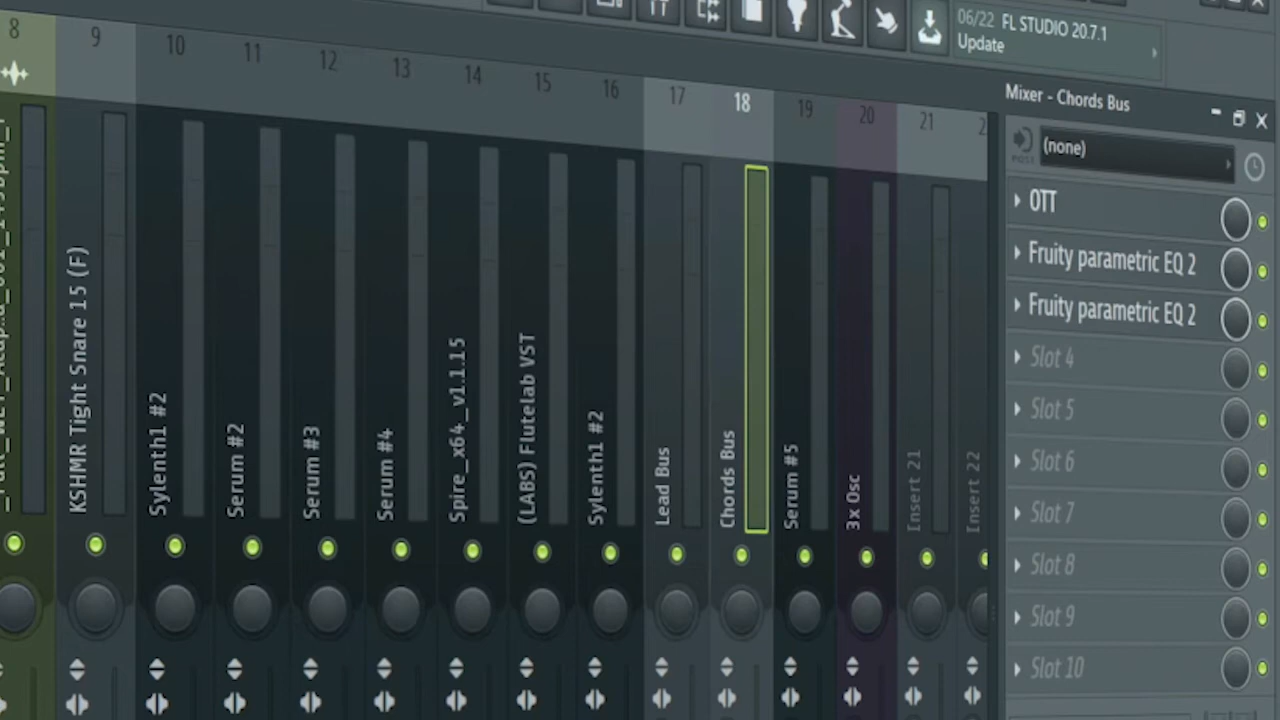 06/22 FL STUDIO 20.7.1
Update
8
9
10
11
12
13
14
15
16
17
18
19
20
21
Mixer - Chords Bus
(none)
POST
OTT
Fruity parametric EQ 2
Fruity parametric EQ 2
Slot 4
Slot 5
Slot 6
Slot 7
Slot 8
Slot 9
Slot 10
KSHMR Tight Snare 15 (F)
Sylenth1 #2
Serum #2
Serum #3
Serum #4
Spire_x64_v1.1.15
(LABS) Flutelab VST
Sylenth1 #2
Lead Bus
Chords Bus
Serum #5
3x Osc
Insert 21
Insert 22